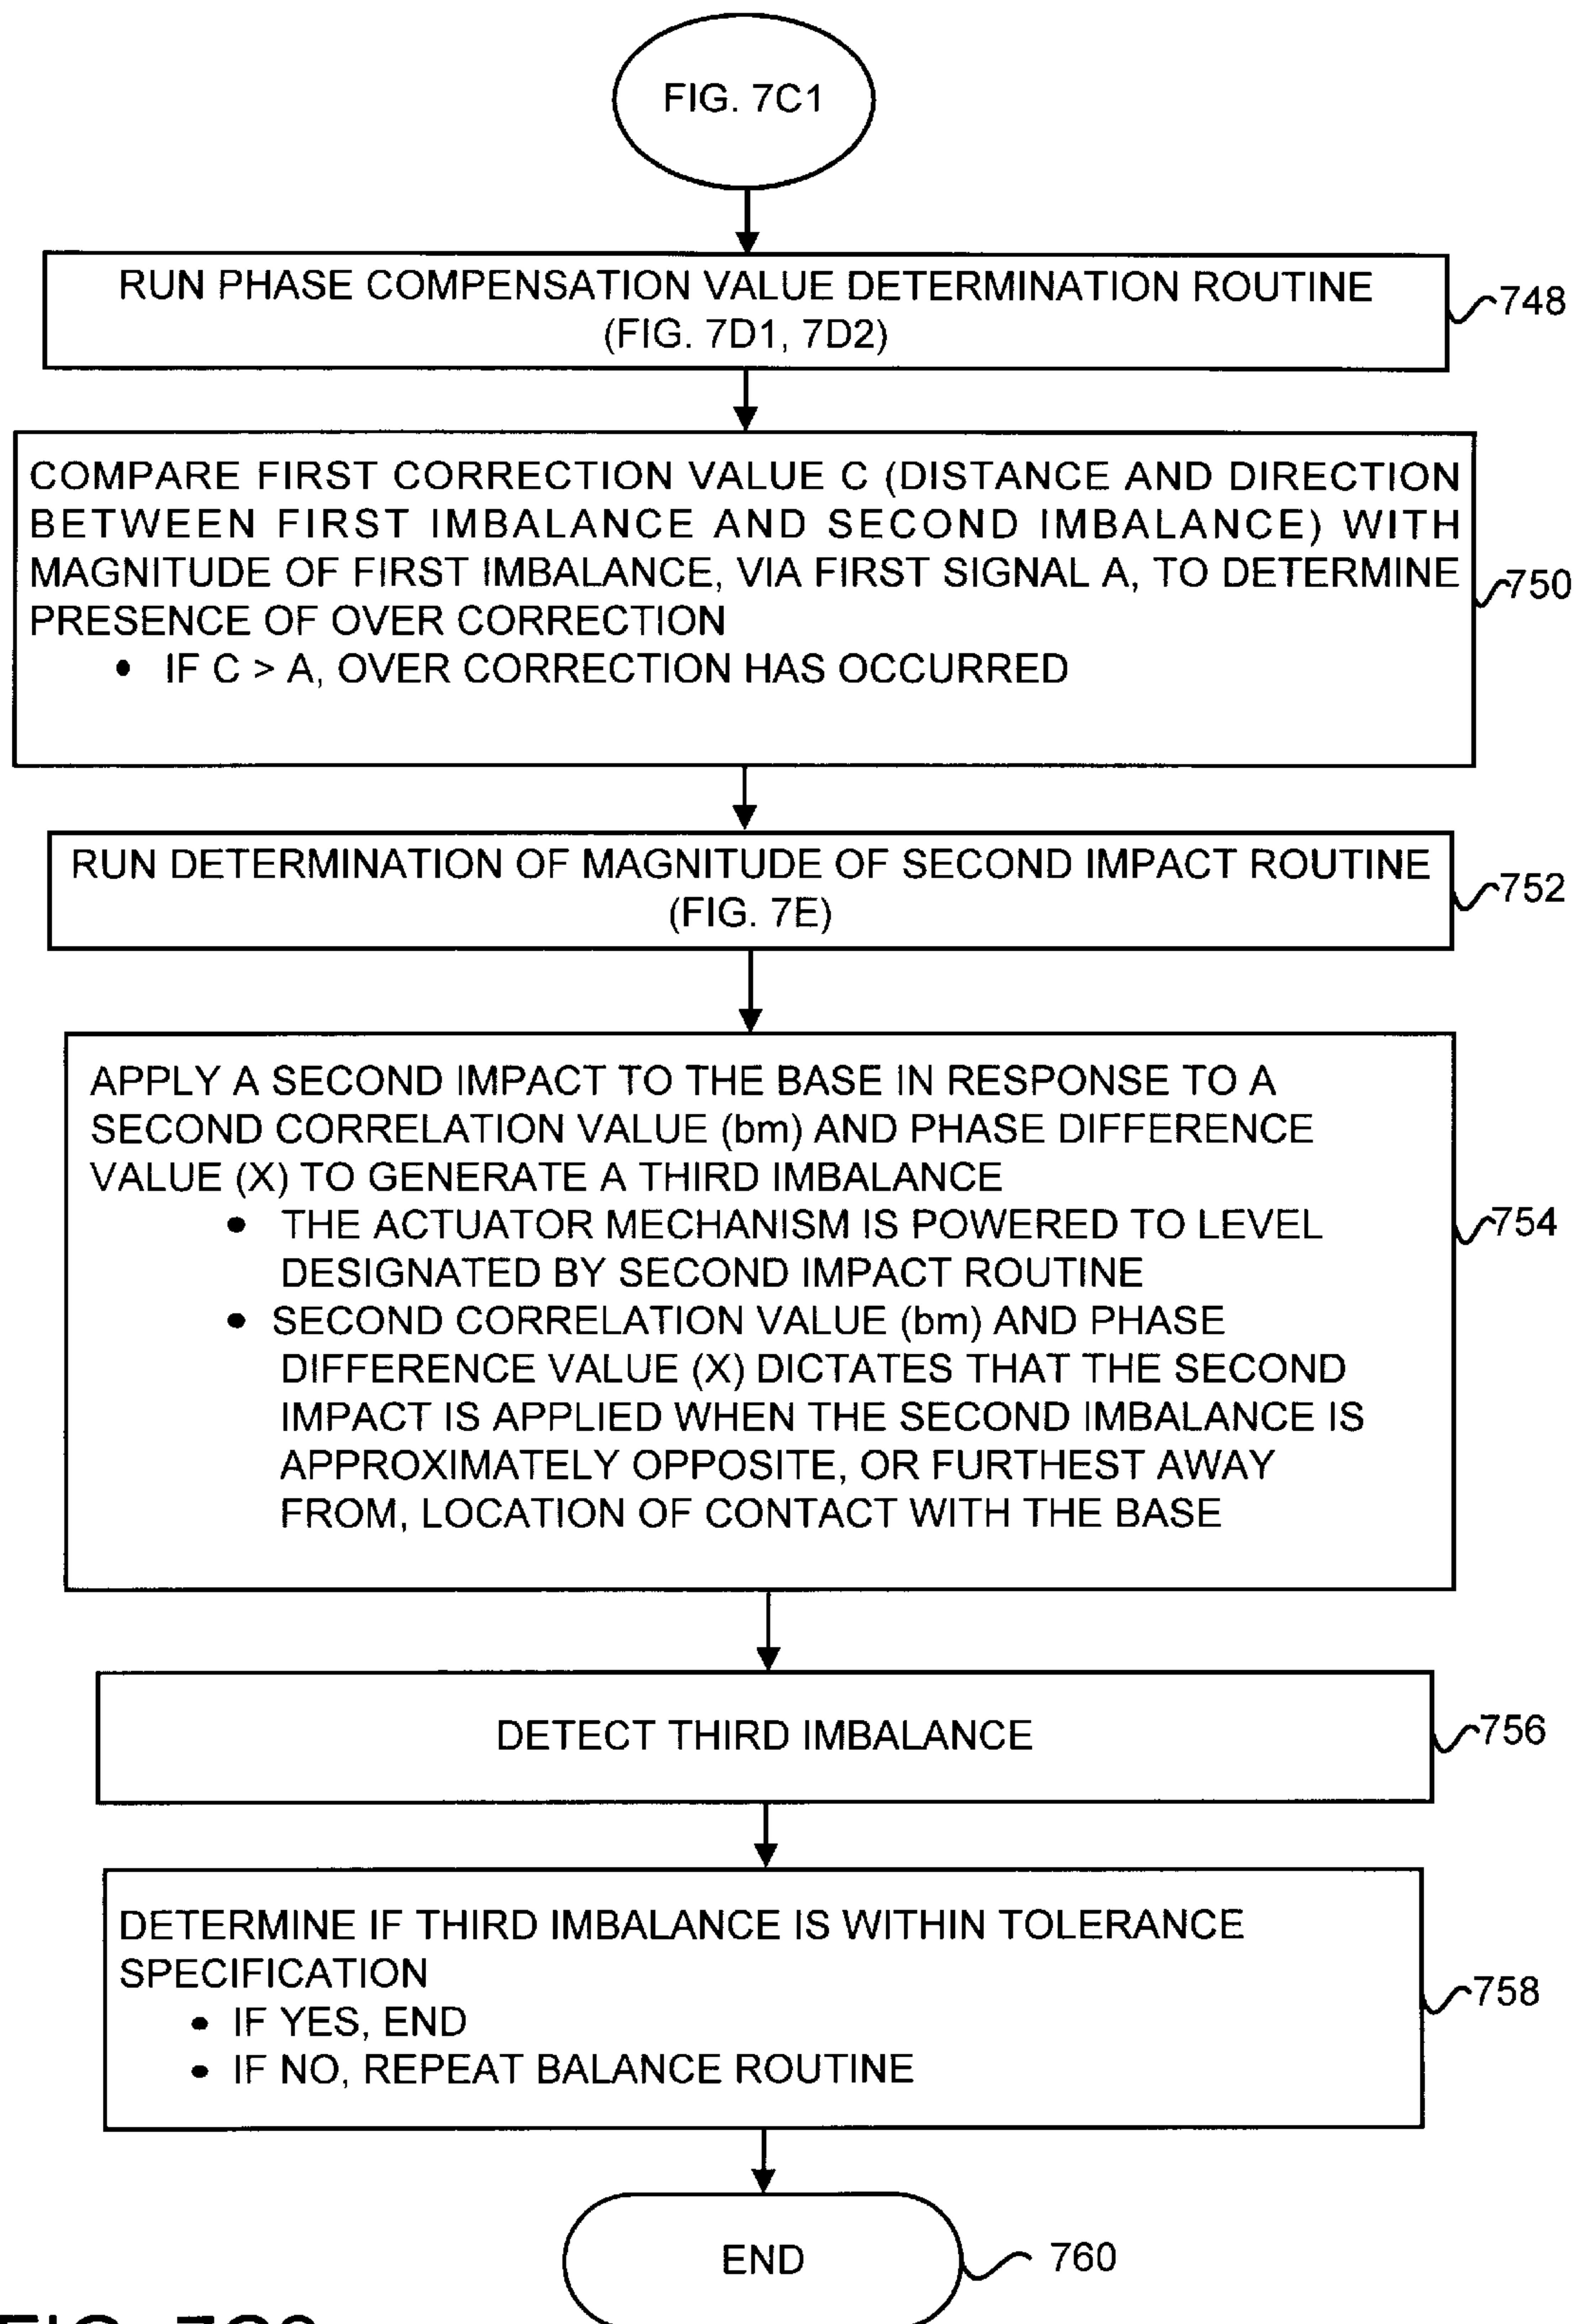 FIG. 7C1
RUN PHASE COMPENSATION VALUE DETERMINATION ROUTINE
(FIG. 7D1, 7D2)
748
COMPARE FIRST CORRECTION VALUE C (DISTANCE AND DIRECTION
BETWEEN FIRST IMBALANCE AND SECOND IMBALANCE) WITH
MAGNITUDE OF FIRST IMBALANCE, VIA FIRST SIGNAL A, TO DETERMINE
PRESENCE OF OVER CORRECTION
• IF C > A, OVER CORRECTION HAS OCCURRED
750
RUN DETERMINATION OF MAGNITUDE OF SECOND IMPACT ROUTINE
(FIG. 7E)
752
APPLY A SECOND IMPACT TO THE BASE IN RESPONSE TO A
SECOND CORRELATION VALUE (bm) AND PHASE DIFFERENCE
VALUE (X) TO GENERATE A THIRD IMBALANCE
• THE ACTUATOR MECHANISM IS POWERED TO LEVEL
DESIGNATED BY SECOND IMPACT ROUTINE
• SECOND CORRELATION VALUE (bm) AND PHASE
DIFFERENCE VALUE (X) DICTATES THAT THE SECOND
IMPACT IS APPLIED WHEN THE SECOND IMBALANCE IS
APPROXIMATELY OPPOSITE, OR FURTHEST AWAY
FROM, LOCATION OF CONTACT WITH THE BASE
754
DETECT THIRD IMBALANCE
756
DETERMINE IF THIRD IMBALANCE IS WITHIN TOLERANCE
SPECIFICATION
• IF YES, END
• IF NO, REPEAT BALANCE ROUTINE
758
END
760